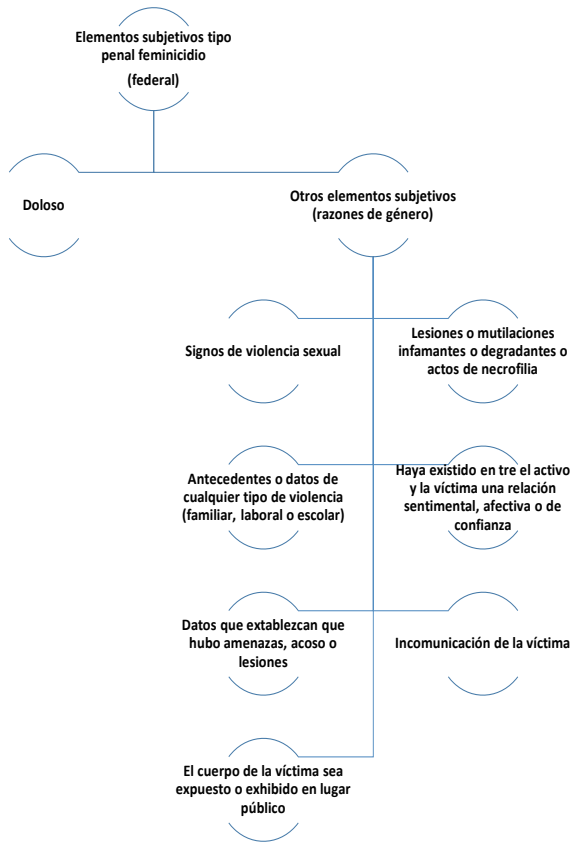 Elementos subjetivos tipo
penal feminicidio
(federal)
Doloso
Otros elementos subjetivos
(razones de género)
Signos de violencia sexual
Lesiones o mutilaciones
infamantes o degradantes o
actos de necrofilia
Antecedentes o datos de
cualquier tipo de violencia
(familiar, laboral o escolar)
Haya existido en tre el activo
y la víctima una relación
sentimental, afectiva o de
confianza
Datos que extablezcan que
hubo amenazas, acoso o
lesiones
Incomunicación de la víctima
El cuerpo de la víctima sea
expuesto o exhibido en lugar
público